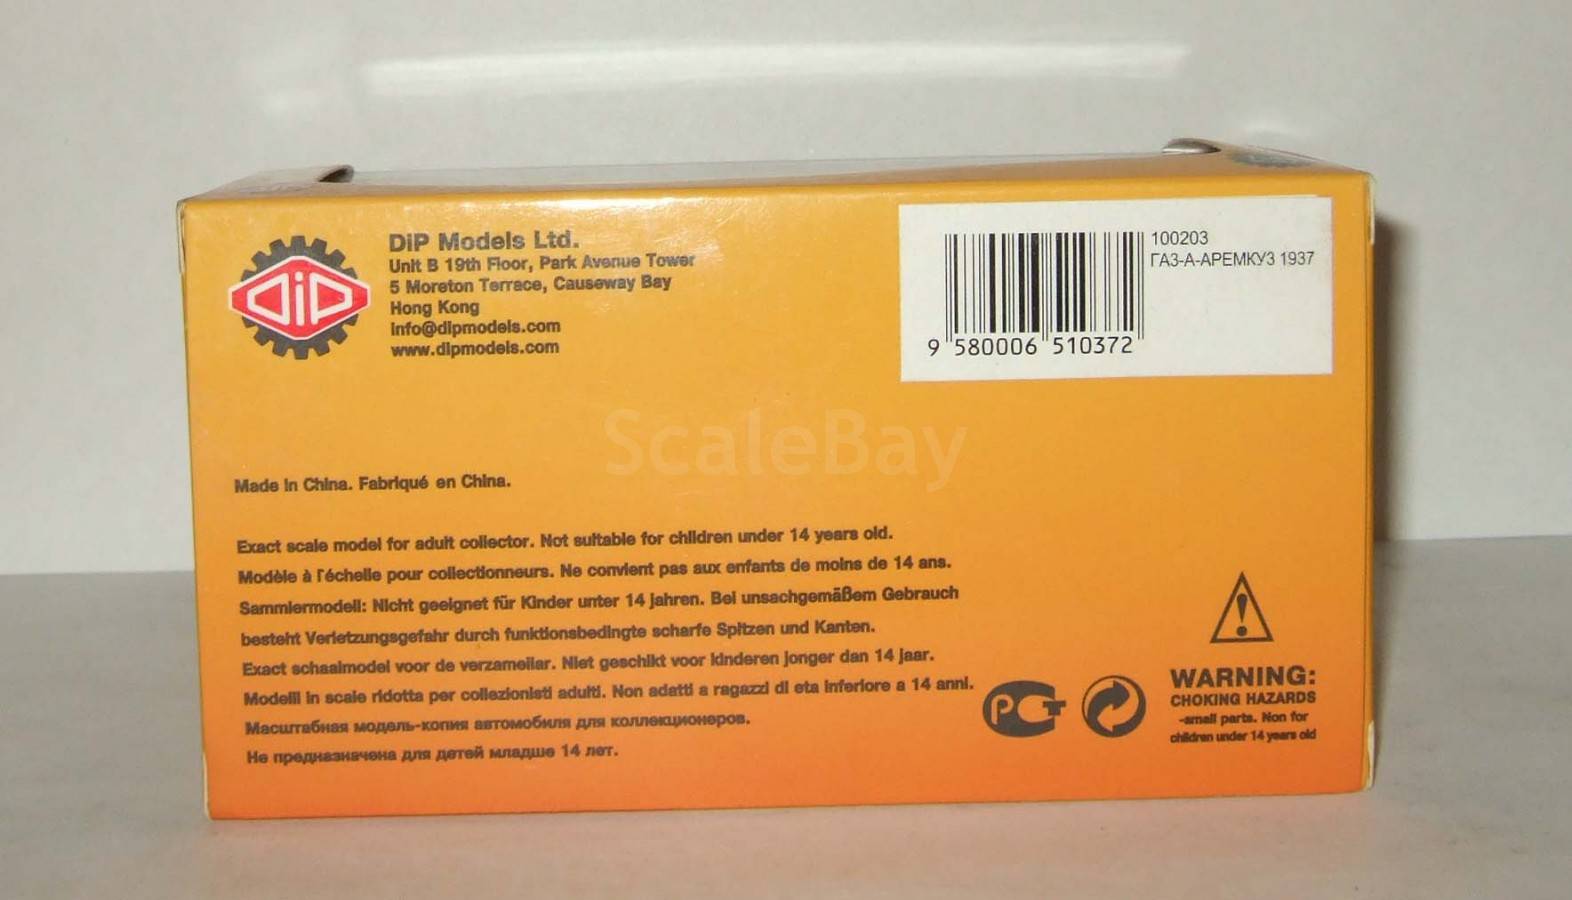 DiP
DiP Models Ltd.
Unit B 19th Floor, Park Avenue Tower
5 Moreton Terrace, Causeway Bay
Hong Kong
info@dipmodels.com
www.dipmodels.com
100203
ГАЗ-А-АРЕМКУЗ 1937
9 580006 510372
ScaleBay
Made in China. Fabriqué en China.
Exact scale model for adult collector. Not suitable for children under 14 years old.
Modèle à l'échelle pour collectionneurs. Ne convient pas aux enfants de moins de 14 ans.
Sammlermodell: Nicht geeignet für Kinder unter 14 jahren. Bei unsachgemäßem Gebrauch
besteht Verletzungsgefahr durch funktionsbedingte scharfe Spitzen und Kanten.
Exact schaalmodel voor de verzamellar. Niet geschikt voor kinderen jonger dan 14 jaar.
Modelli in scale ridotta per collezionisti adulti. Non adatti a ragazzi di eta inferiore a 14 anni.
Масштабная модель-копия автомобиля для коллекционеров.
Не предназначена для детей младше 14 лет.
РСТ
WARNING:
CHOKING HAZARDS
-small parts. Non for
children under 14 years old